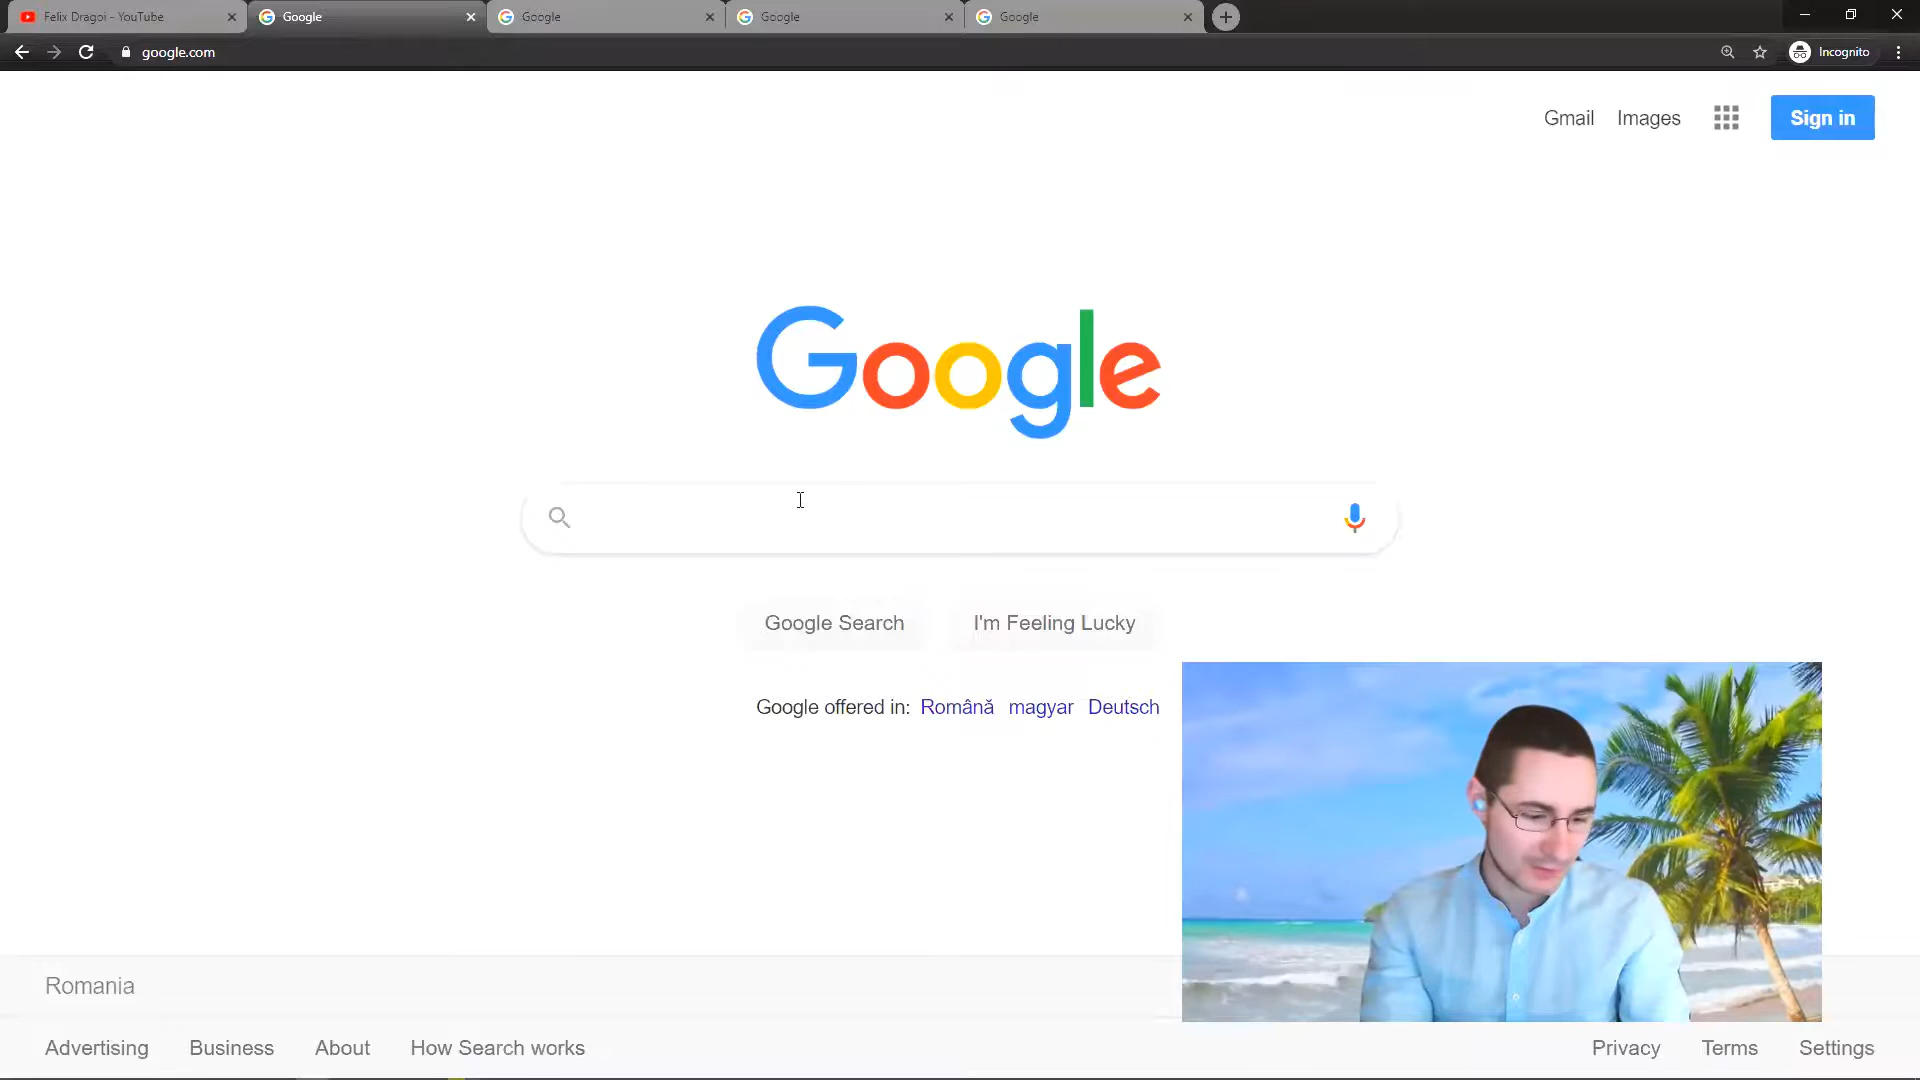 Felix Dragoi - YouTube
Google
Google
Google
Google
google.com
Incognito
Gmail Images Sign in
Google
Google Search I'm Feeling Lucky
Google offered in: Română magyar Deutsch
Romania
Advertising Business About How Search works Privacy Terms Settings